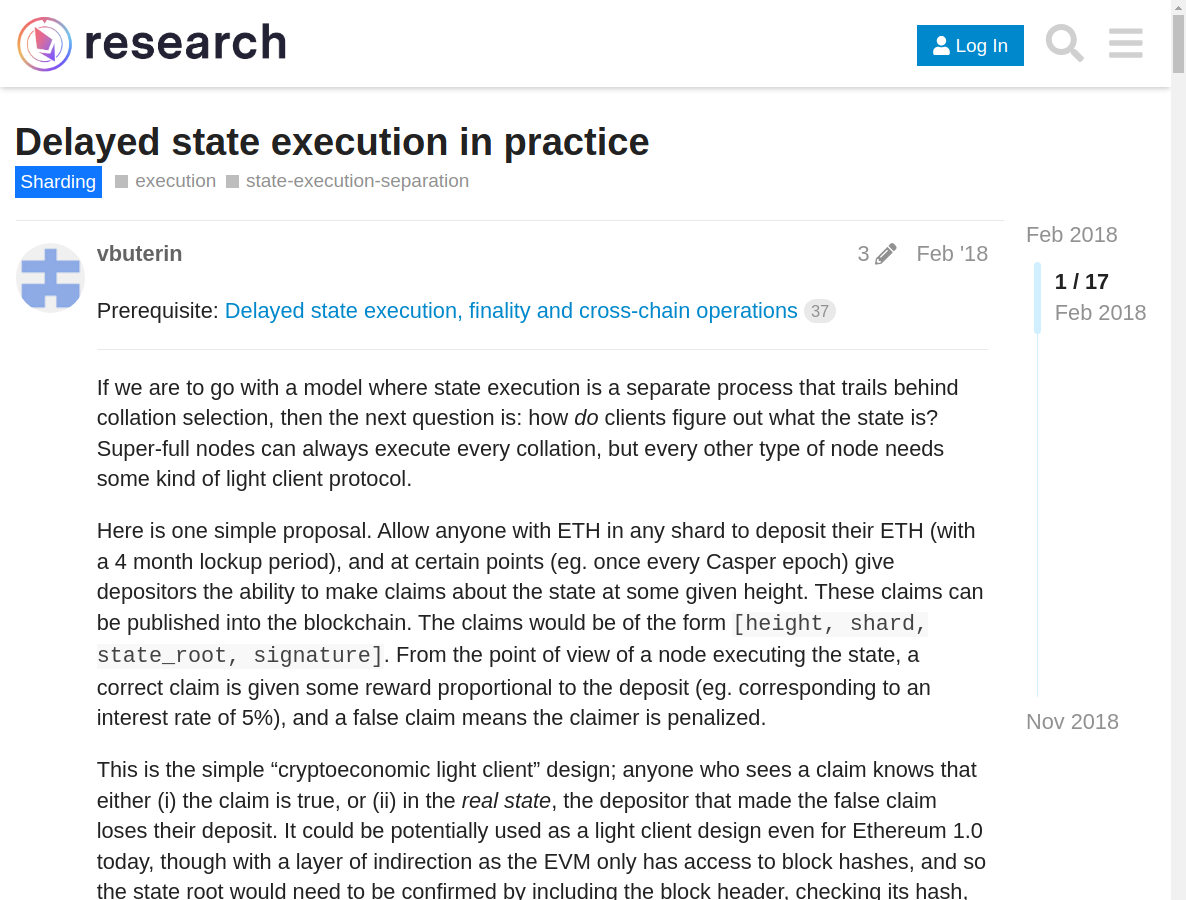 research
Log In
Delayed state execution in practice
Sharding execution state-execution-separation
vbuterin 3 Feb '18
Prerequisite: Delayed state execution, finality and cross-chain operations 37
If we are to go with a model where state execution is a separate process that trails behind
collation selection, then the next question is: how do clients figure out what the state is?
Super-full nodes can always execute every collation, but every other type of node needs
some kind of light client protocol.
Here is one simple proposal. Allow anyone with ETH in any shard to deposit their ETH (with
a 4 month lockup period), and at certain points (eg. once every Casper epoch) give
depositors the ability to make claims about the state at some given height. These claims can
be published into the blockchain. The claims would be of the form [height, shard,
state_root, signature]. From the point of view of a node executing the state, a
correct claim is given some reward proportional to the deposit (eg. corresponding to an
interest rate of 5%), and a false claim means the claimer is penalized.
This is the simple “cryptoeconomic light client” design; anyone who sees a claim knows that
either (i) the claim is true, or (ii) in the real state, the depositor that made the false claim
loses their deposit. It could be potentially used as a light client design even for Ethereum 1.0
today, though with a layer of indirection as the EVM only has access to block hashes, and so
the state root would need to be confirmed by including the block header, checking its hash,
Feb 2018
1 / 17
Feb 2018
Nov 2018